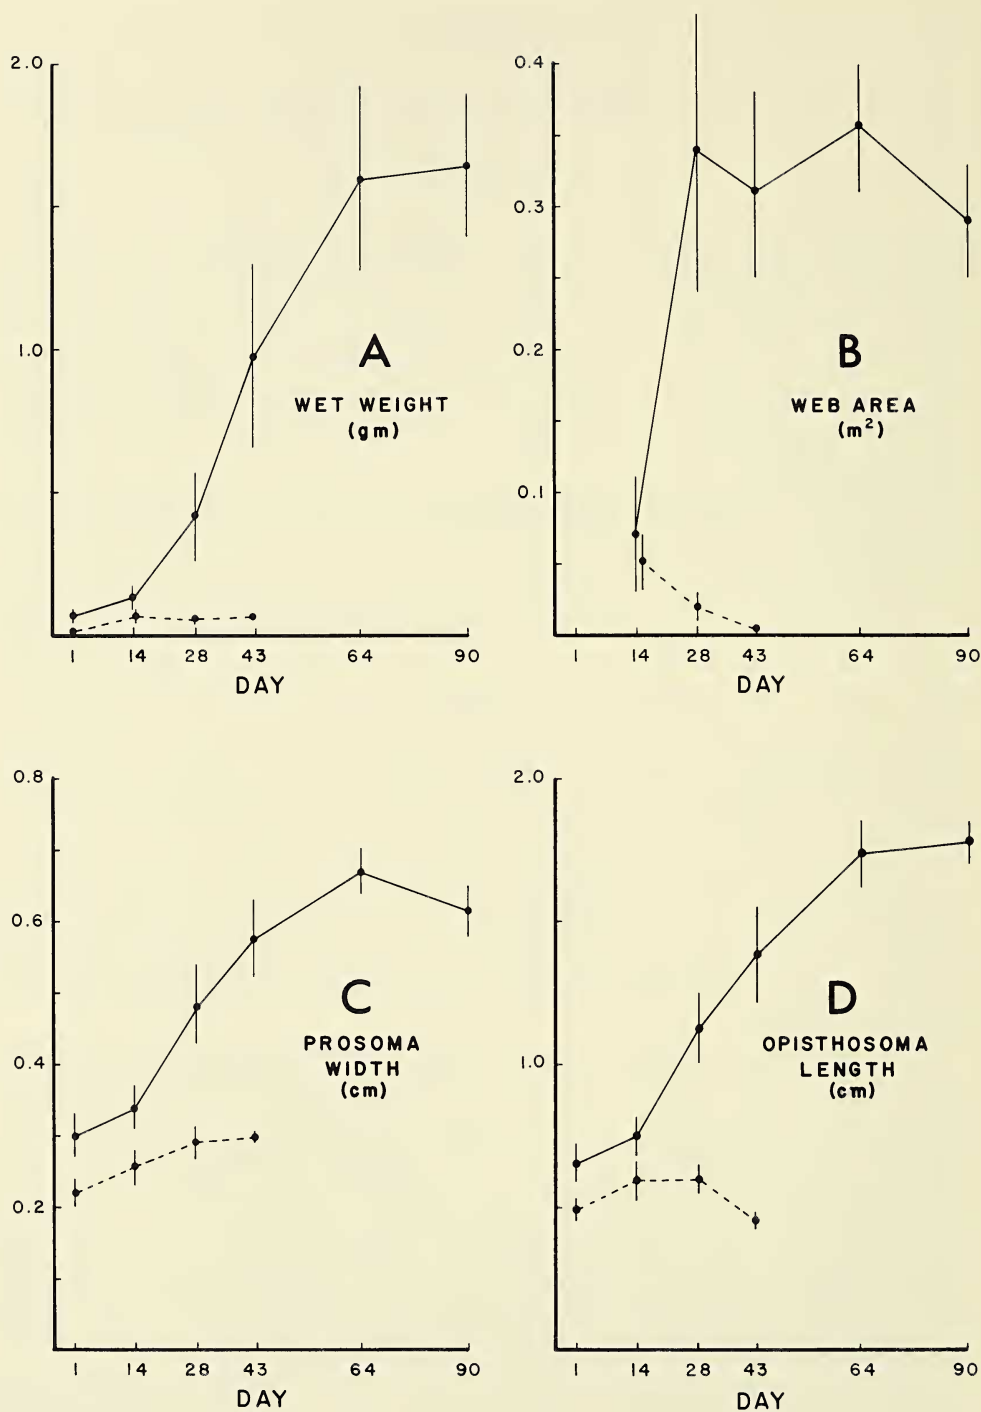 2.0
1.0
A
WET WEIGHT
(gm)
1 14 28 43 64 90
DAY
0.4
0.3
0.2
0.1
B
WEB AREA
(m²)
1 14 28 43 64 90
DAY
0.8
0.6
0.4
0.2
C
PROSOMA
WIDTH
(cm)
1 14 28 43 64 90
DAY
2.0
1.0
D
OPISTHOSOMA
LENGTH
(cm)
1 14 28 43 64 90
DAY